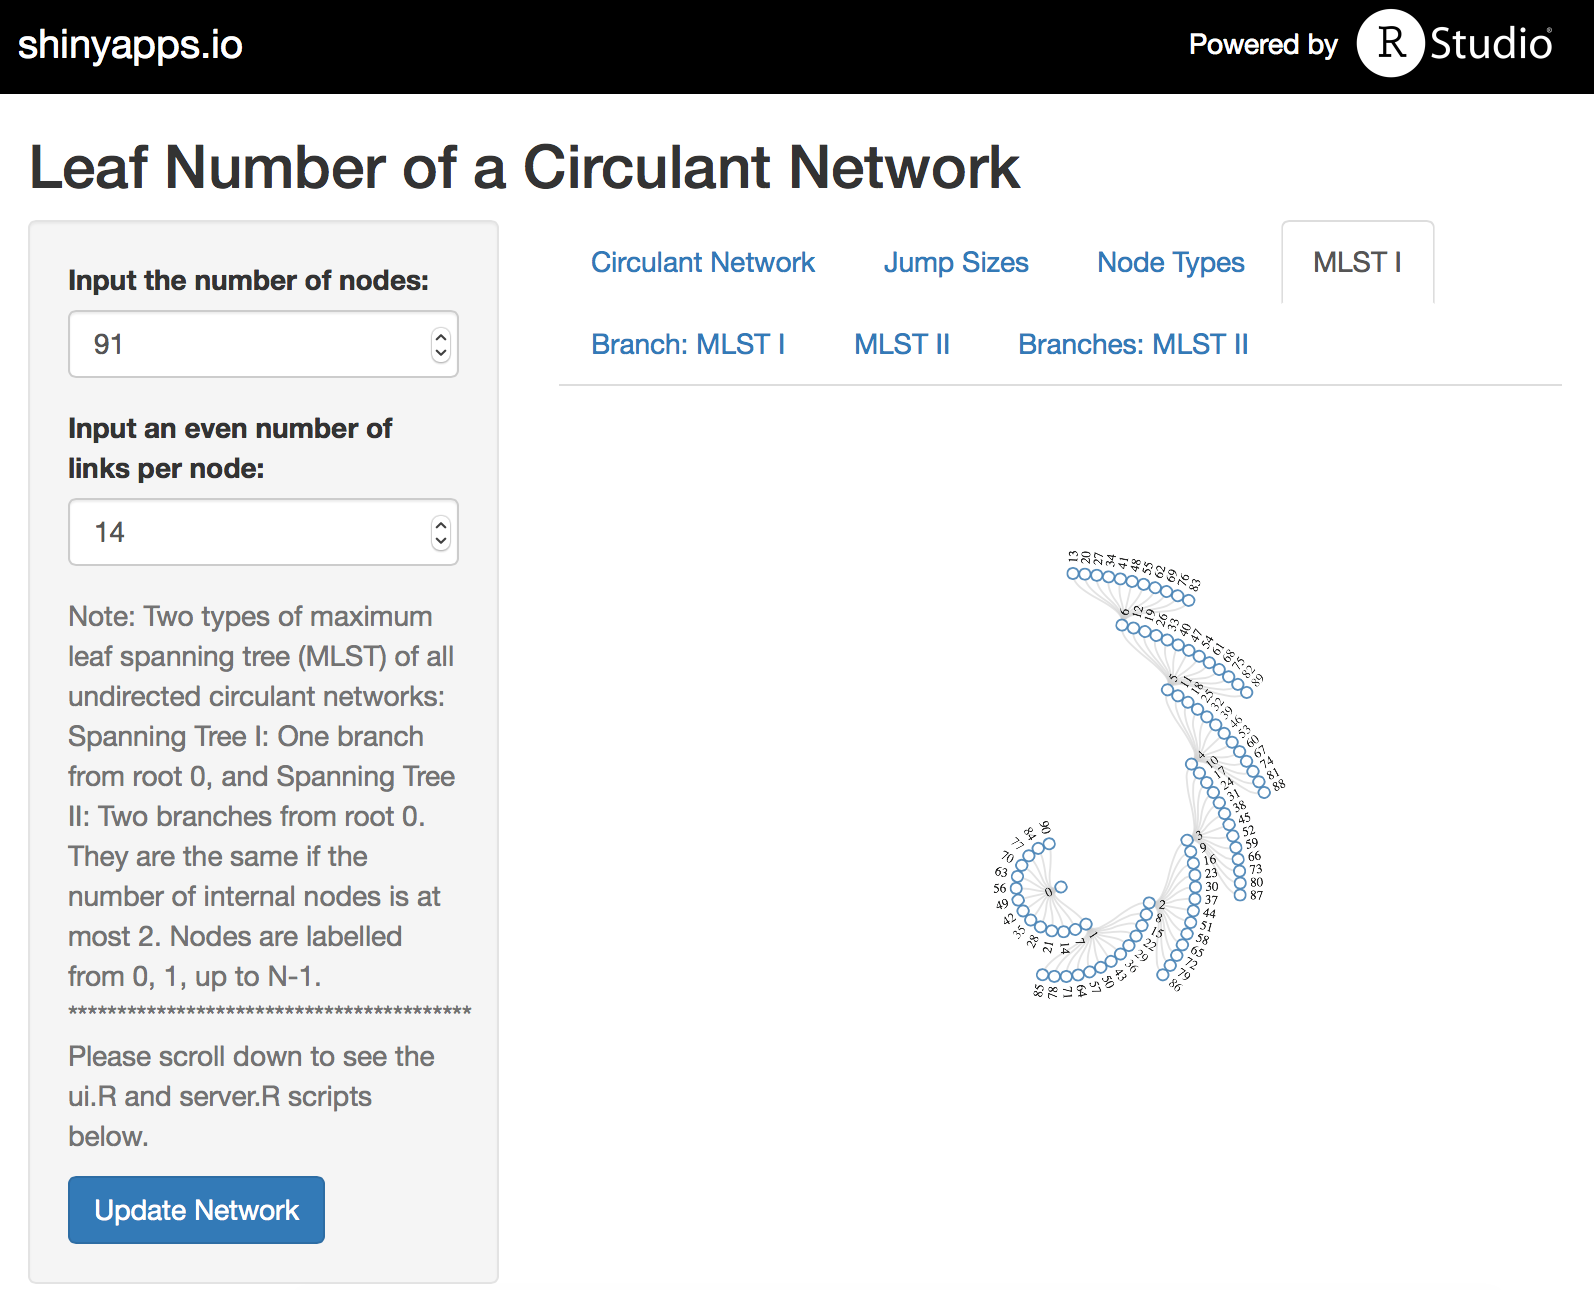 shinyapps.io
Powered by R Studio®
Leaf Number of a Circulant Network
Input the number of nodes:
91
Input an even number of
links per node:
14
Note: Two types of maximum
leaf spanning tree (MLST) of all
undirected circulant networks:
Spanning Tree I: One branch
from root 0, and Spanning Tree
II: Two branches from root 0.
They are the same if the
number of internal nodes is at
most 2. Nodes are labelled
from 0, 1, up to N-1.
*****************************************
Please scroll down to see the
ui.R and server.R scripts
below.
Update Network
Circulant Network Jump Sizes Node Types MLST I
Branch: MLST I MLST II Branches: MLST II
13 20 27 34 41 48 55 62 69 76 83
6 12 19 26 33 40 47 54 61 68 75 82 89
5 11 18 25 32 39 46 53 60 67 74 81 88
4 10 17 24 31 38 45 52 59 66 73 80 87
3 9 16 23 30 37 44 51 58 65 72 79 86
2 8 15 22 29 36 43 50 57 64 71 78 85
1 7 14 21 28 35 42 49 56 63 70 77 84 90
0